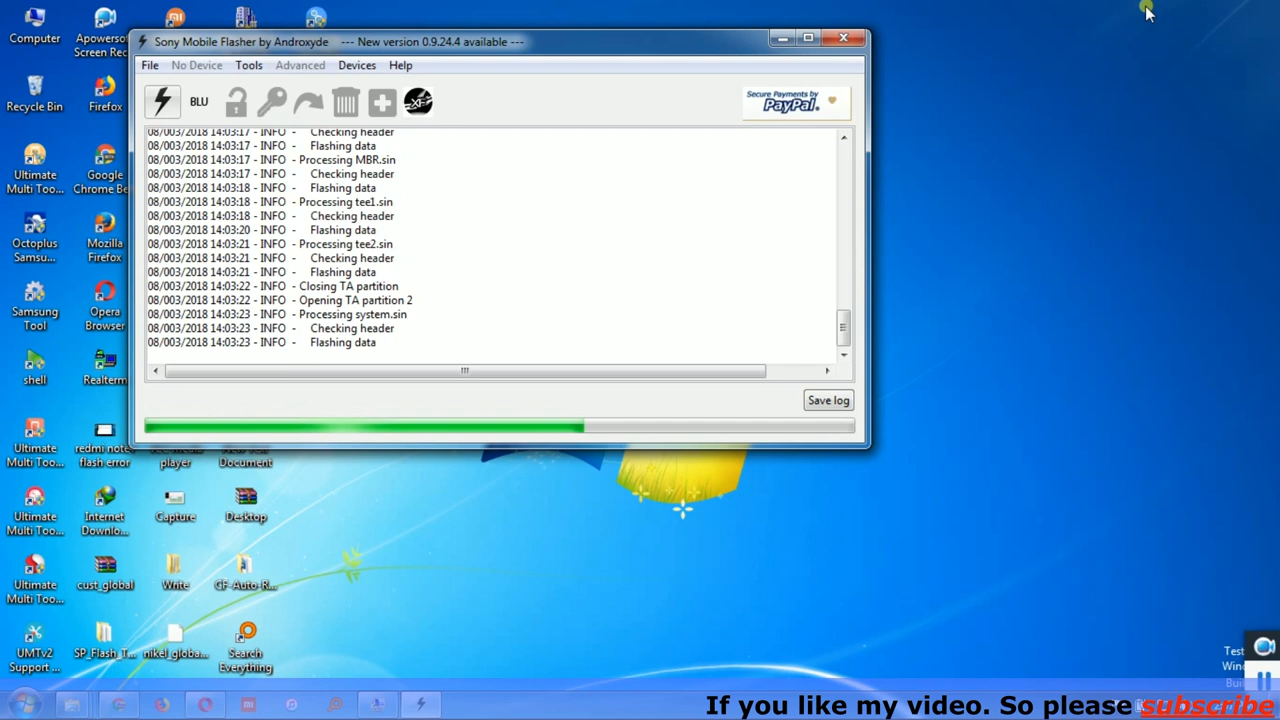 Computer
Apowersoft
Screen Rec...
Recycle Bin
Firefox
Ultimate
Multi Too...
Google
Chrome Be
Octoplus
Samsu...
Mozilla
Firefox
Samsung
Tool
Opera
Browser
shell
Realterm
Ultimate
Multi Too...
redmi note
flash error
player
Document
Ultimate
Multi Too...
Internet
Downlo...
Capture
Desktop
Ultimate
Multi Too...
cust_global
Write
CF-Auto-R...
UMTv2
Support ...
SP_Flash_T...
nikel_globa...
Search
Everything
Sony Mobile Flasher by Androxyde --- New version 0.9.24.4 available ---
File No Device Tools Advanced Devices Help
BLU
XF
Secure Payments by
PayPal.
08/003/2018 14:03:17 - INFO - Checking header
08/003/2018 14:03:17 - INFO - Flashing data
08/003/2018 14:03:17 - INFO - Processing MBR.sin
08/003/2018 14:03:17 - INFO - Checking header
08/003/2018 14:03:18 - INFO - Flashing data
08/003/2018 14:03:18 - INFO - Processing tee1.sin
08/003/2018 14:03:18 - INFO - Checking header
08/003/2018 14:03:20 - INFO - Flashing data
08/003/2018 14:03:21 - INFO - Processing tee2.sin
08/003/2018 14:03:21 - INFO - Checking header
08/003/2018 14:03:21 - INFO - Flashing data
08/003/2018 14:03:22 - INFO - Closing TA partition
08/003/2018 14:03:22 - INFO - Opening TA partition 2
08/003/2018 14:03:23 - INFO - Processing system.sin
08/003/2018 14:03:23 - INFO - Checking header
08/003/2018 14:03:23 - INFO - Flashing data
Save log
Test
Wind
Buil
If you like my video. So please subscribe